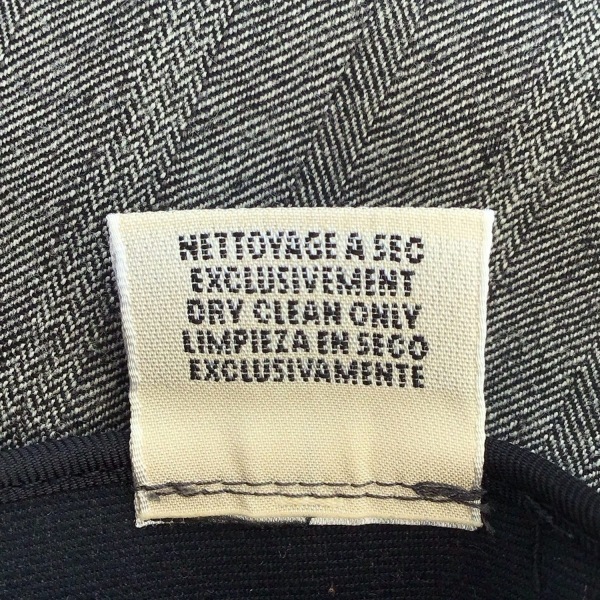 NETTOYAGE A SEC
EXCLUSIVEMENT
DRY CLEAN ONLY
LIMPIEZA EN SECO
EXCLUSIVAMENTE